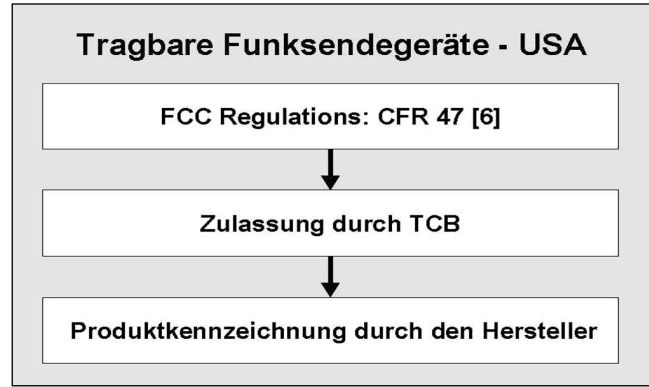 Tragbare Funksendegeräte - USA
FCC Regulations: CFR 47 [6]
Zulassung durch TCB
Produktkennzeichnung durch den Hersteller